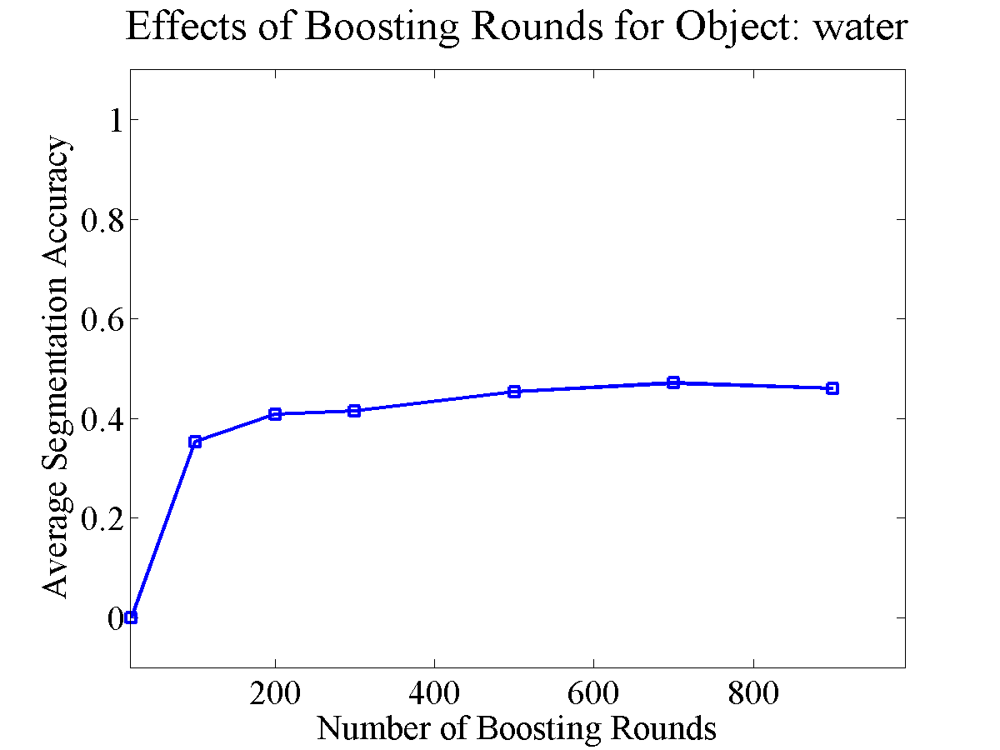 Effects of Boosting Rounds for Object: water
Average Segmentation Accuracy
1
0.8
0.6
0.4
0.2
0
200 400 600 800
Number of Boosting Rounds